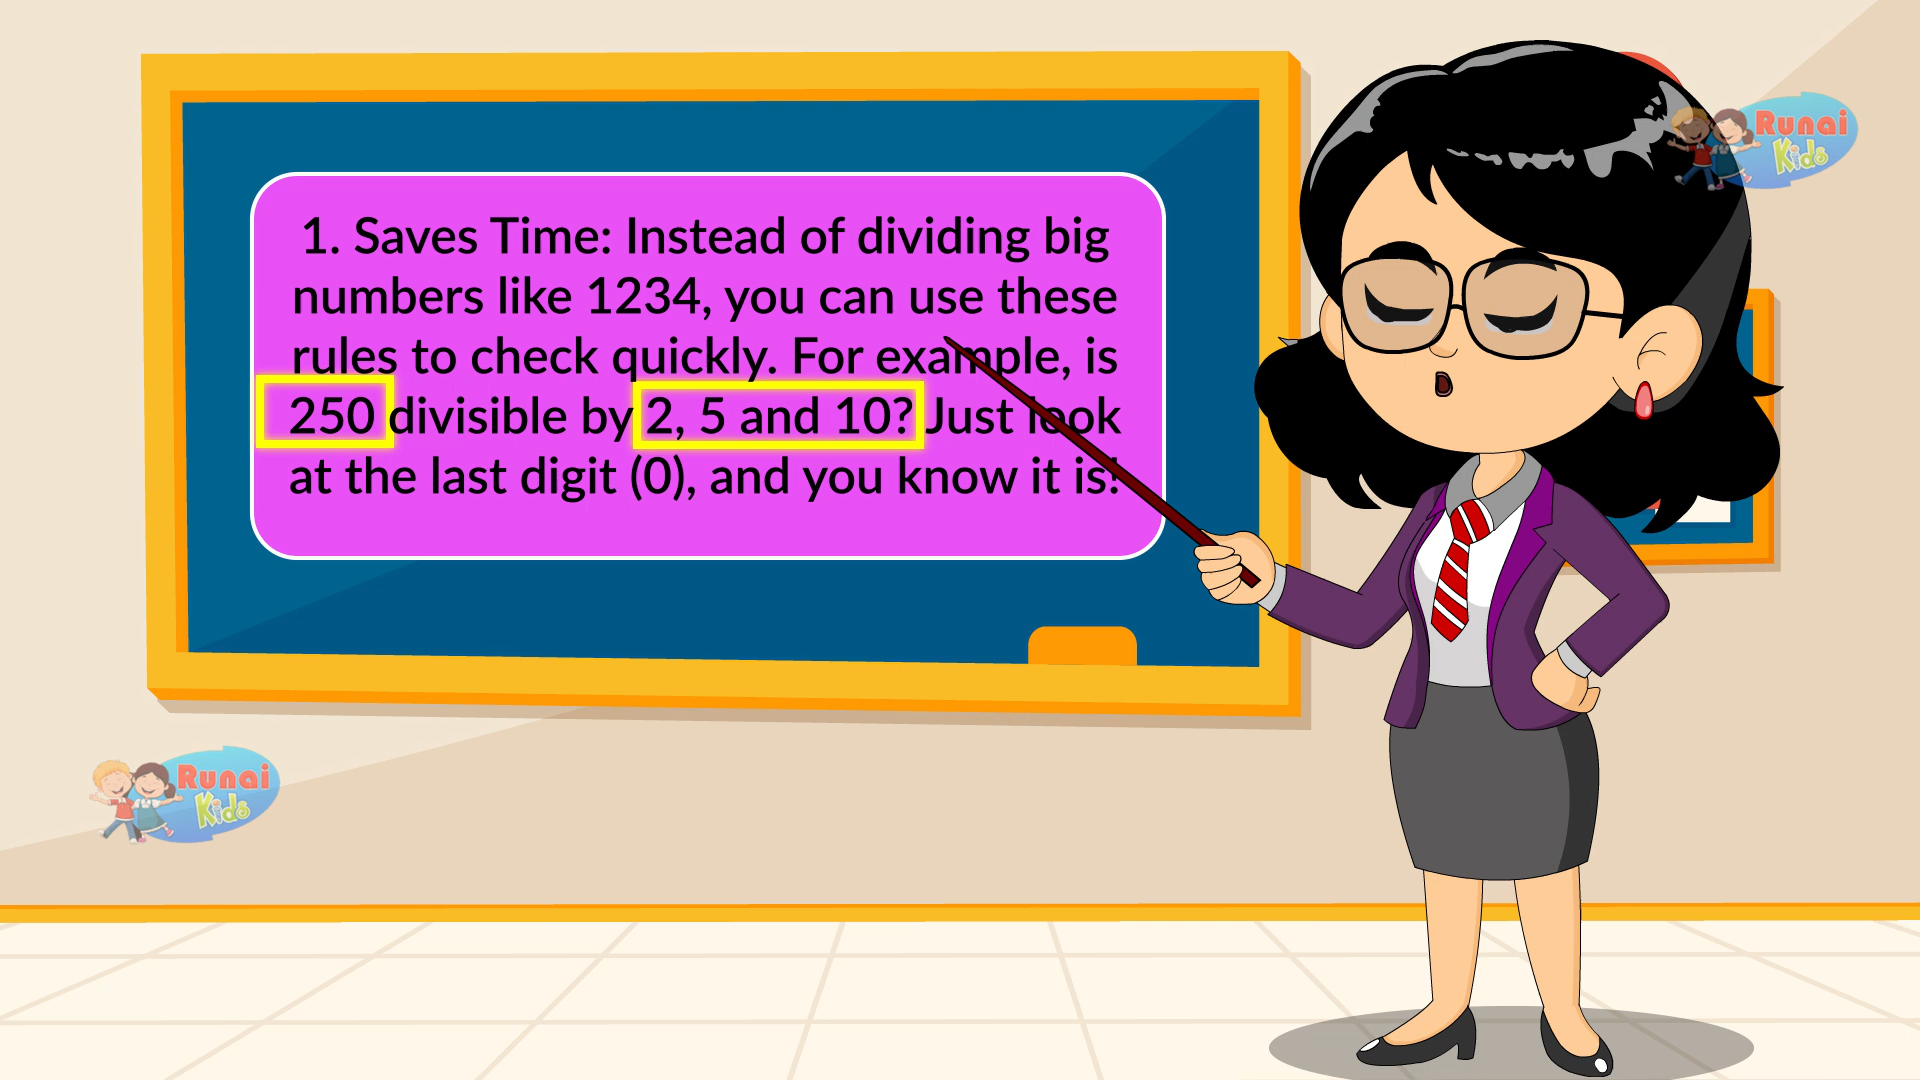 1. Saves Time: Instead of dividing big
numbers like 1234, you can use these
rules to check quickly. For example, is
250 divisible by 2, 5 and 10? Just look
at the last digit (0), and you know it is!
Runai
Kids
Runai
Kids